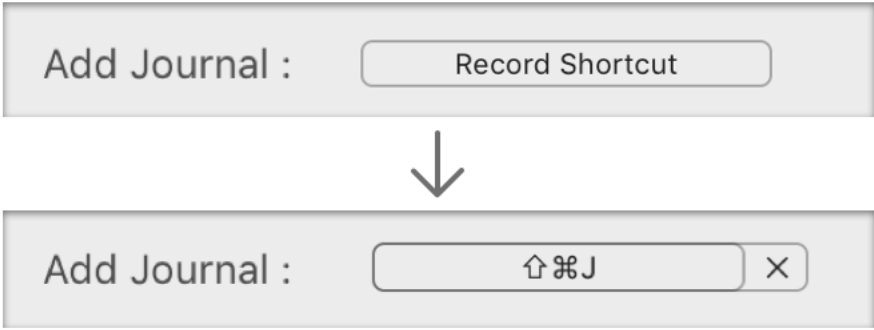 Add Journal : Record Shortcut
Add Journal : ⇧⌘J